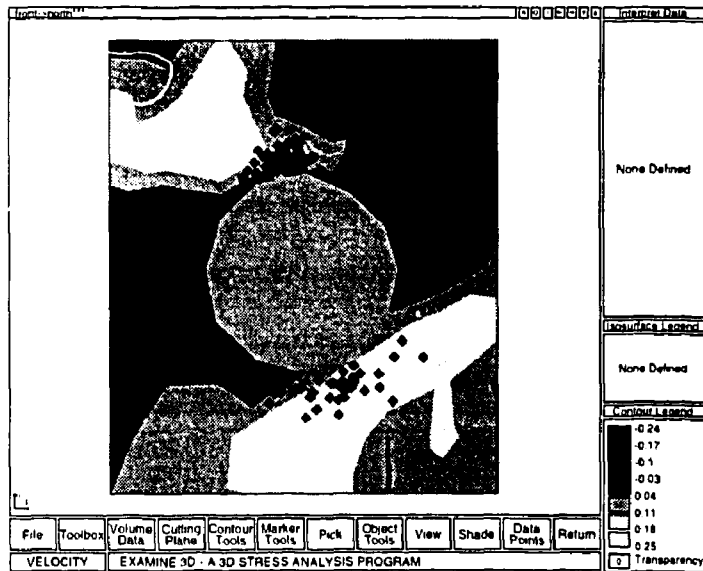 front:-north
Interpret Data
None Defined
Isosurface Legend
None Defined
Contour Legend
-0.24
-0.17
-0.1
-0.03
0.04
0.11
0.18
0.25
0 Transparency
File
Toolbox
Volume Data
Cutting Plane
Contour Tools
Marker Tools
Pick
Object Tools
View
Shade
Data Points
Return
VELOCITY
EXAMINE 3D - A 3D STRESS ANALYSIS PROGRAM